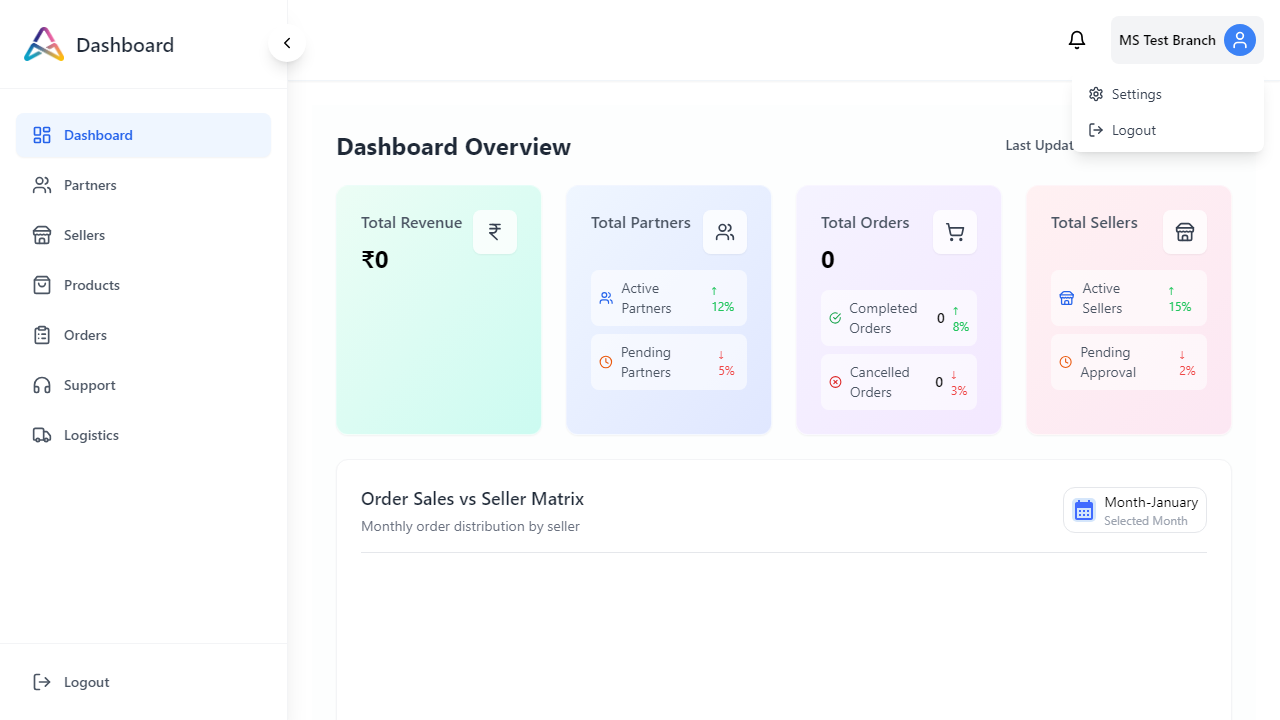 Dashboard
MS Test Branch
Settings
Logout
Dashboard
Partners
Sellers
Products
Orders
Support
Logistics
Logout
Dashboard Overview
Last
Total Revenue
₹
₹0
Total Partners
Active
Partners
↑
12%
Pending
Partners
↓
5%
Total Orders
0
Completed
Orders
0
↑
8%
Cancelled
Orders
0
↓
3%
Total Sellers
Active
Sellers
↑
15%
Pending
Approval
↓
2%
Order Sales vs Seller Matrix
Monthly order distribution by seller
Month-January
Selected Month